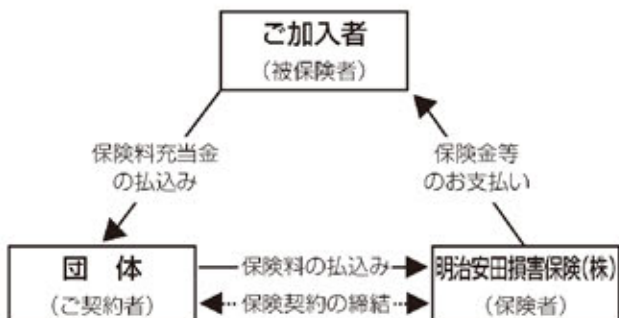 ご加入者
（被保険者）
保険料充当金
の払込み
保険金等
のお支払い
団 体
（ご契約者）
保険料の払込み
保険契約の締結
明治安田損害保険(株)
（保険者）